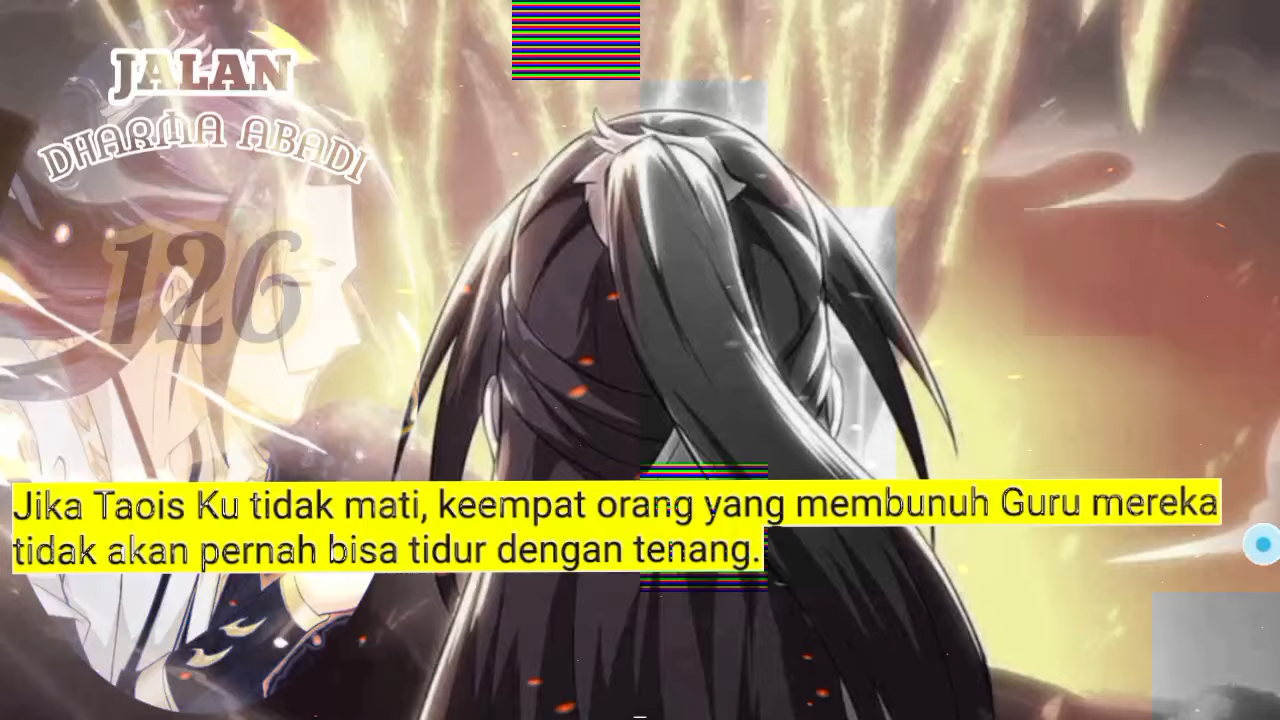 JALAN
DHARMA ABADI
126
Jika Taois Ku tidak mati, keempat orang yang membunuh Guru mereka
tidak akan pernah bisa tidur dengan tenang.